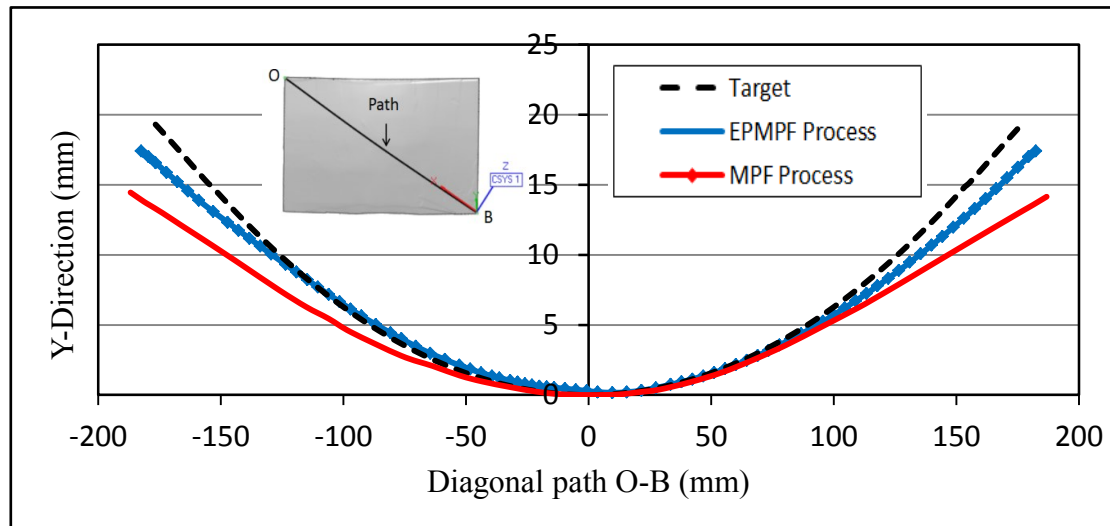 25
20
15
10
5
0
-200 -150 -100 -50 0 50 100 150 200
Y-Direction (mm)
Diagonal path O-B (mm)
Target
EPMPF Process
MPF Process
O
Path
Z
CSYS 1
B